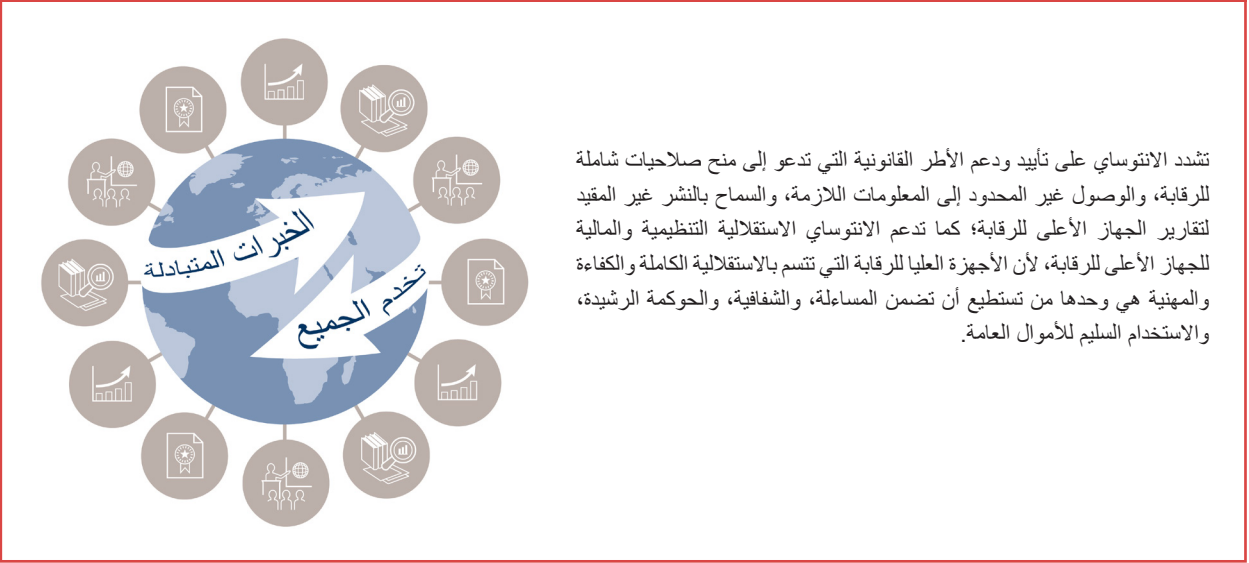 تشدد الانتوساي على تأييد ودعم الأطر القانونية التي تدعو إلى منح صلاحيات شاملة
للرقابة، والوصول غير المحدود إلى المعلومات اللازمة، والسماح بالنشر غير المقيد
لتقارير الجهاز الأعلى للرقابة؛ كما تدعم الانتوساي الاستقلالية التنظيمية والمالية
للجهاز الأعلى للرقابة، لأن الأجهزة العليا للرقابة التي تتسم بالاستقلالية الكاملة والكفاءة
والمهنية هي وحدها من تستطيع أن تضمن المساءلة، والشفافية، والحوكمة الرشيدة،
والاستخدام السليم للأموال العامة.
الخبرات المتبادلة
تخدم الجميع